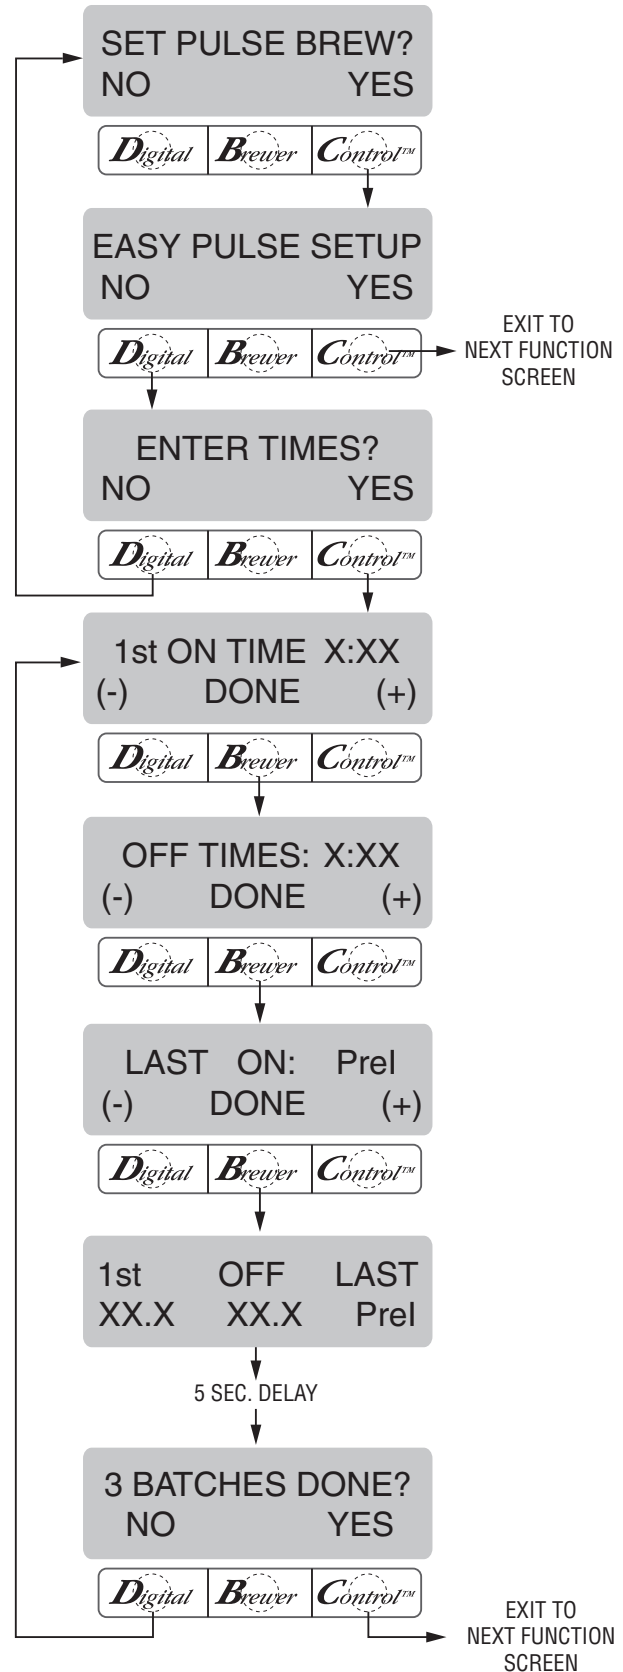 SET PULSE BREW?
NO YES
Digital Brewer Control™
EASY PULSE SETUP
NO YES
Digital Brewer Control™
EXIT TO
NEXT FUNCTION
SCREEN
ENTER TIMES?
NO YES
Digital Brewer Control™
1st ON TIME X:XX
(-) DONE (+)
Digital Brewer Control™
OFF TIMES: X:XX
(-) DONE (+)
Digital Brewer Control™
LAST ON: Prel
(-) DONE (+)
Digital Brewer Control™
1st OFF LAST
XX.X XX.X Prel
5 SEC. DELAY
3 BATCHES DONE?
NO YES
Digital Brewer Control™
EXIT TO
NEXT FUNCTION
SCREEN